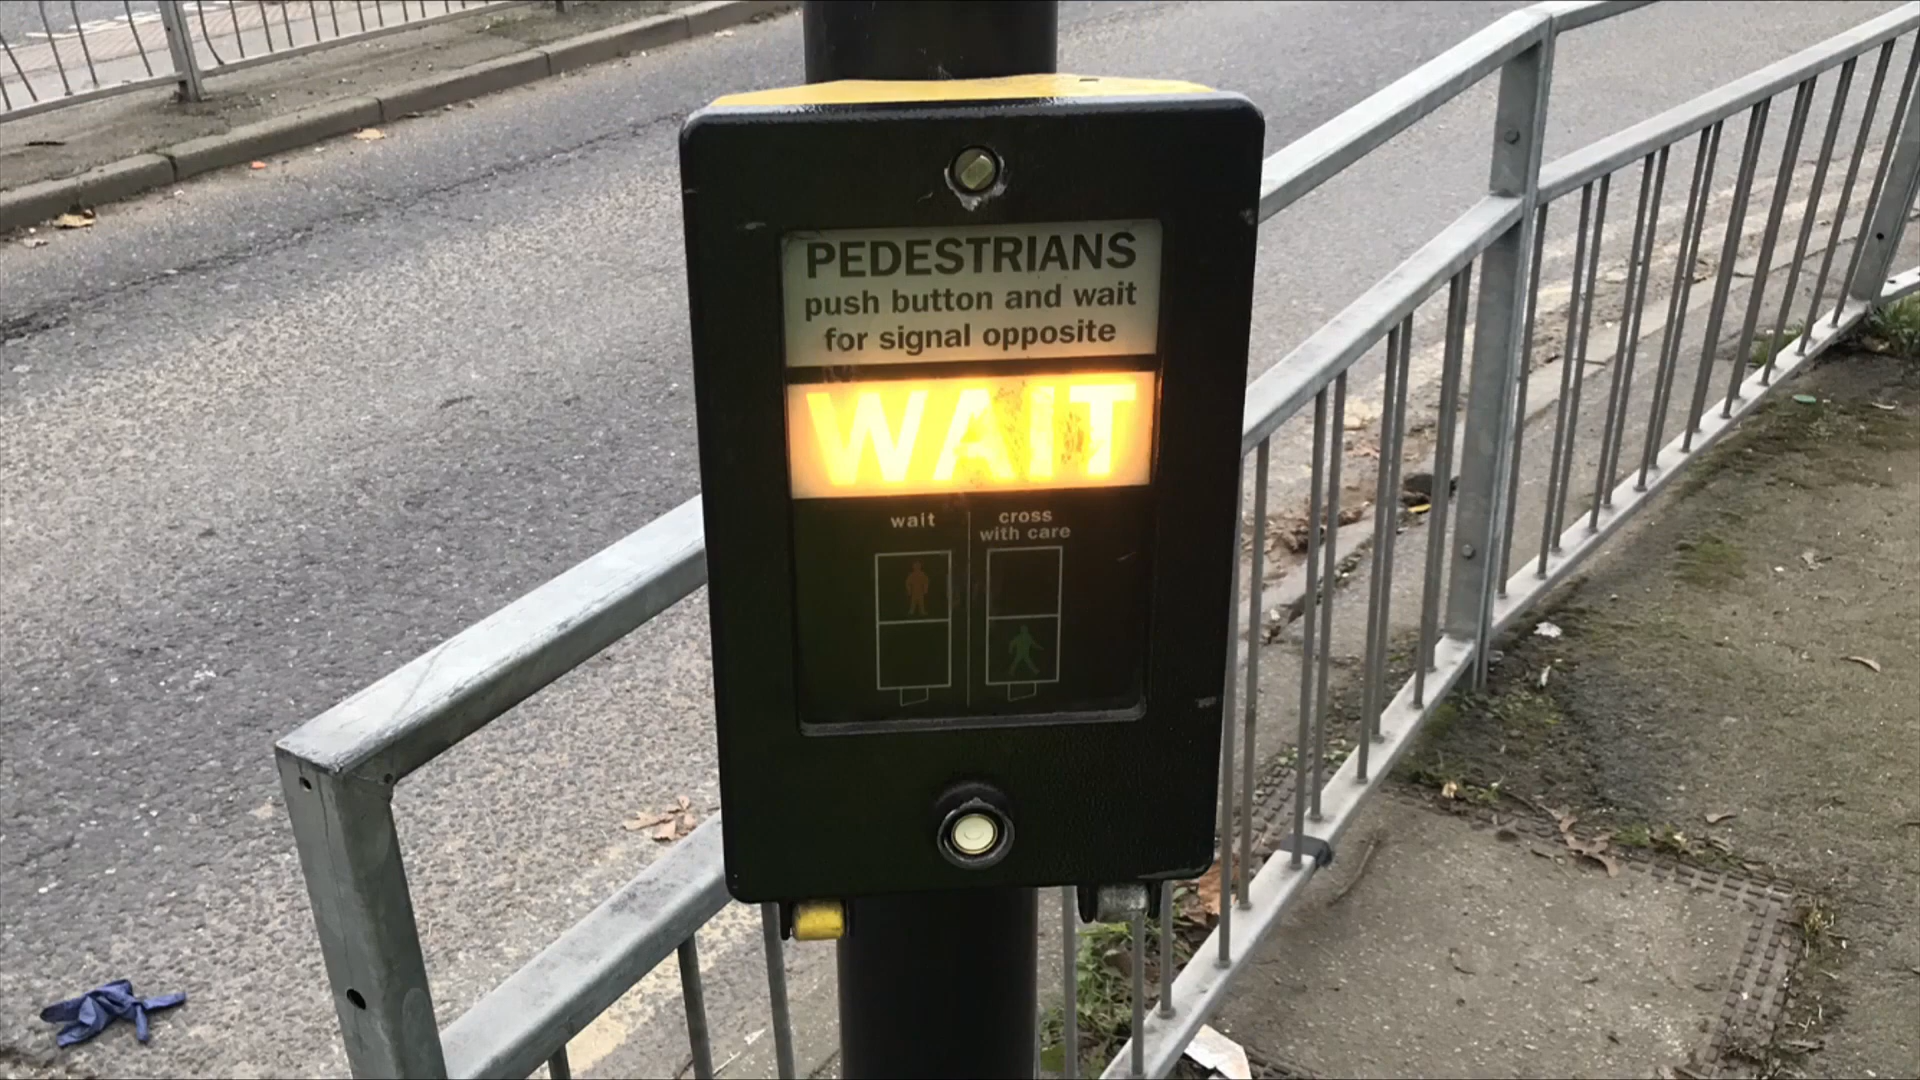 PEDESTRIANS
push button and wait
for signal opposite
WAIT
wait
cross
with care